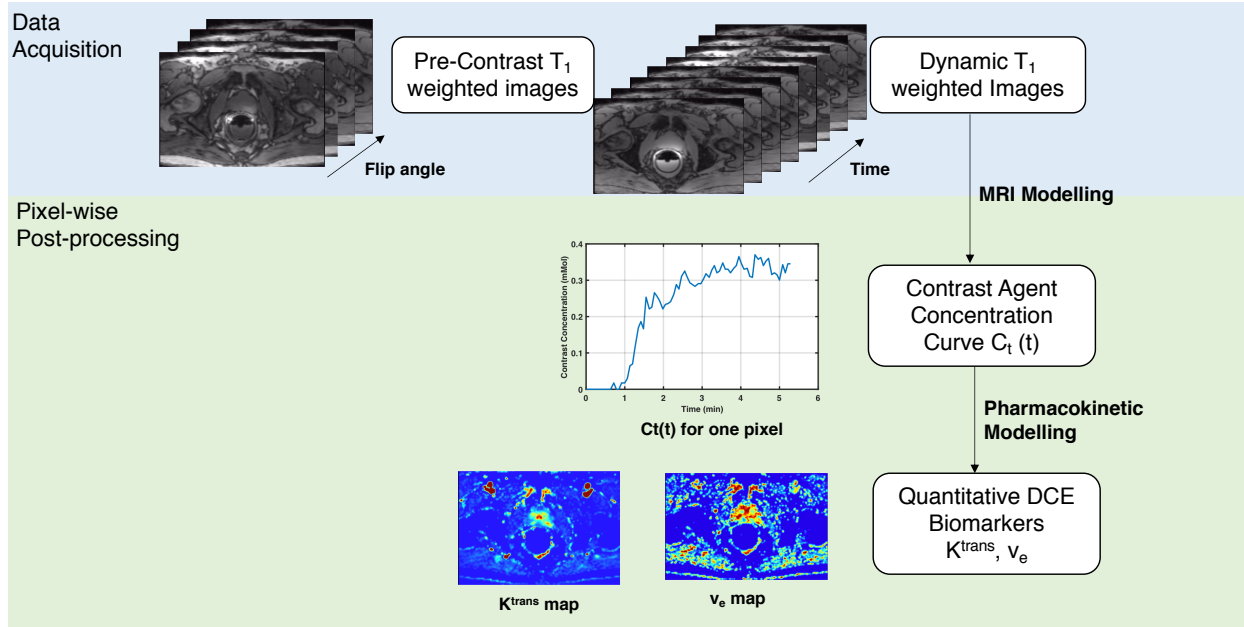 Data
Acquisition
Pre-Contrast T₁
weighted images
Dynamic T₁
weighted Images
Flip angle
Time
MRI Modelling
Pixel-wise
Post-processing
0.4
0.3
0.2
0.1
0
Contrast Concentration (mMol)
0 1 2 3 4 5 6
Time (min)
Ct(t) for one pixel
Contrast Agent
Concentration
Curve Cₜ (t)
Pharmacokinetic
Modelling
Quantitative DCE
Biomarkers
Kᵗʳᵃⁿˢ, vₑ
Kᵗʳᵃⁿˢ map
vₑ map